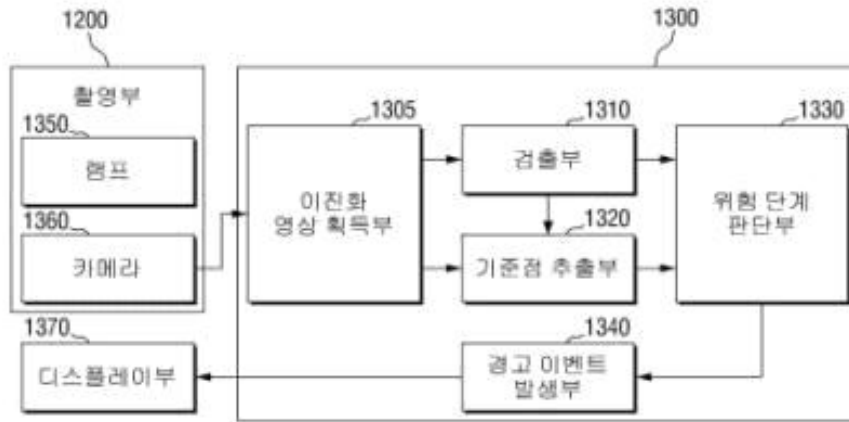 1200
1300
촬영부
1350
램프
1360
카메라
1305
이진화
영상 획득부
1310
검출부
1320
기준점 추출부
1330
위험 단계
판단부
1340
경고 이벤트
발생부
1370
디스플레이부